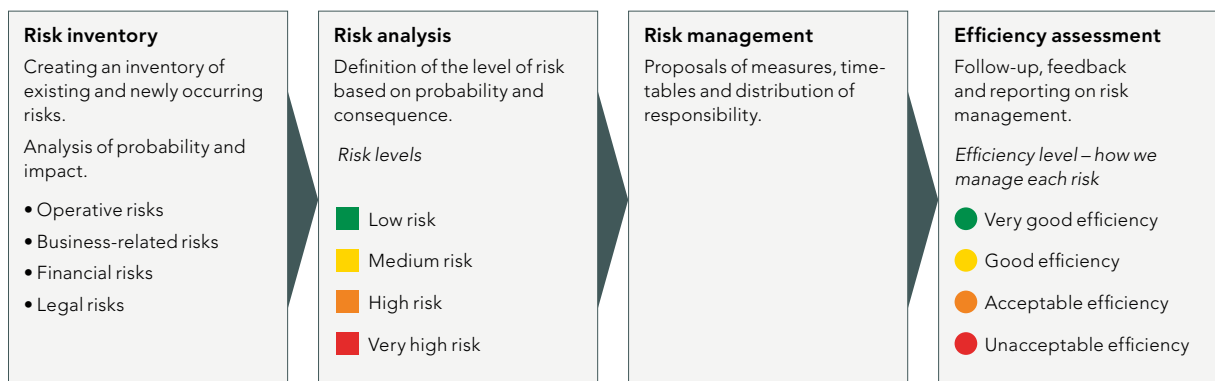 Risk inventory
Creating an inventory of
existing and newly occurring
risks.
Analysis of probability and
impact.
• Operative risks
• Business-related risks
• Financial risks
• Legal risks
Risk analysis
Definition of the level of risk
based on probability and
consequence.
Risk levels
Low risk
Medium risk
High risk
Very high risk
Risk management
Proposals of measures, time-
tables and distribution of
responsibility.
Efficiency assessment
Follow-up, feedback
and reporting on risk
management.
Efficiency level – how we
manage each risk
Very good efficiency
Good efficiency
Acceptable efficiency
Unacceptable efficiency